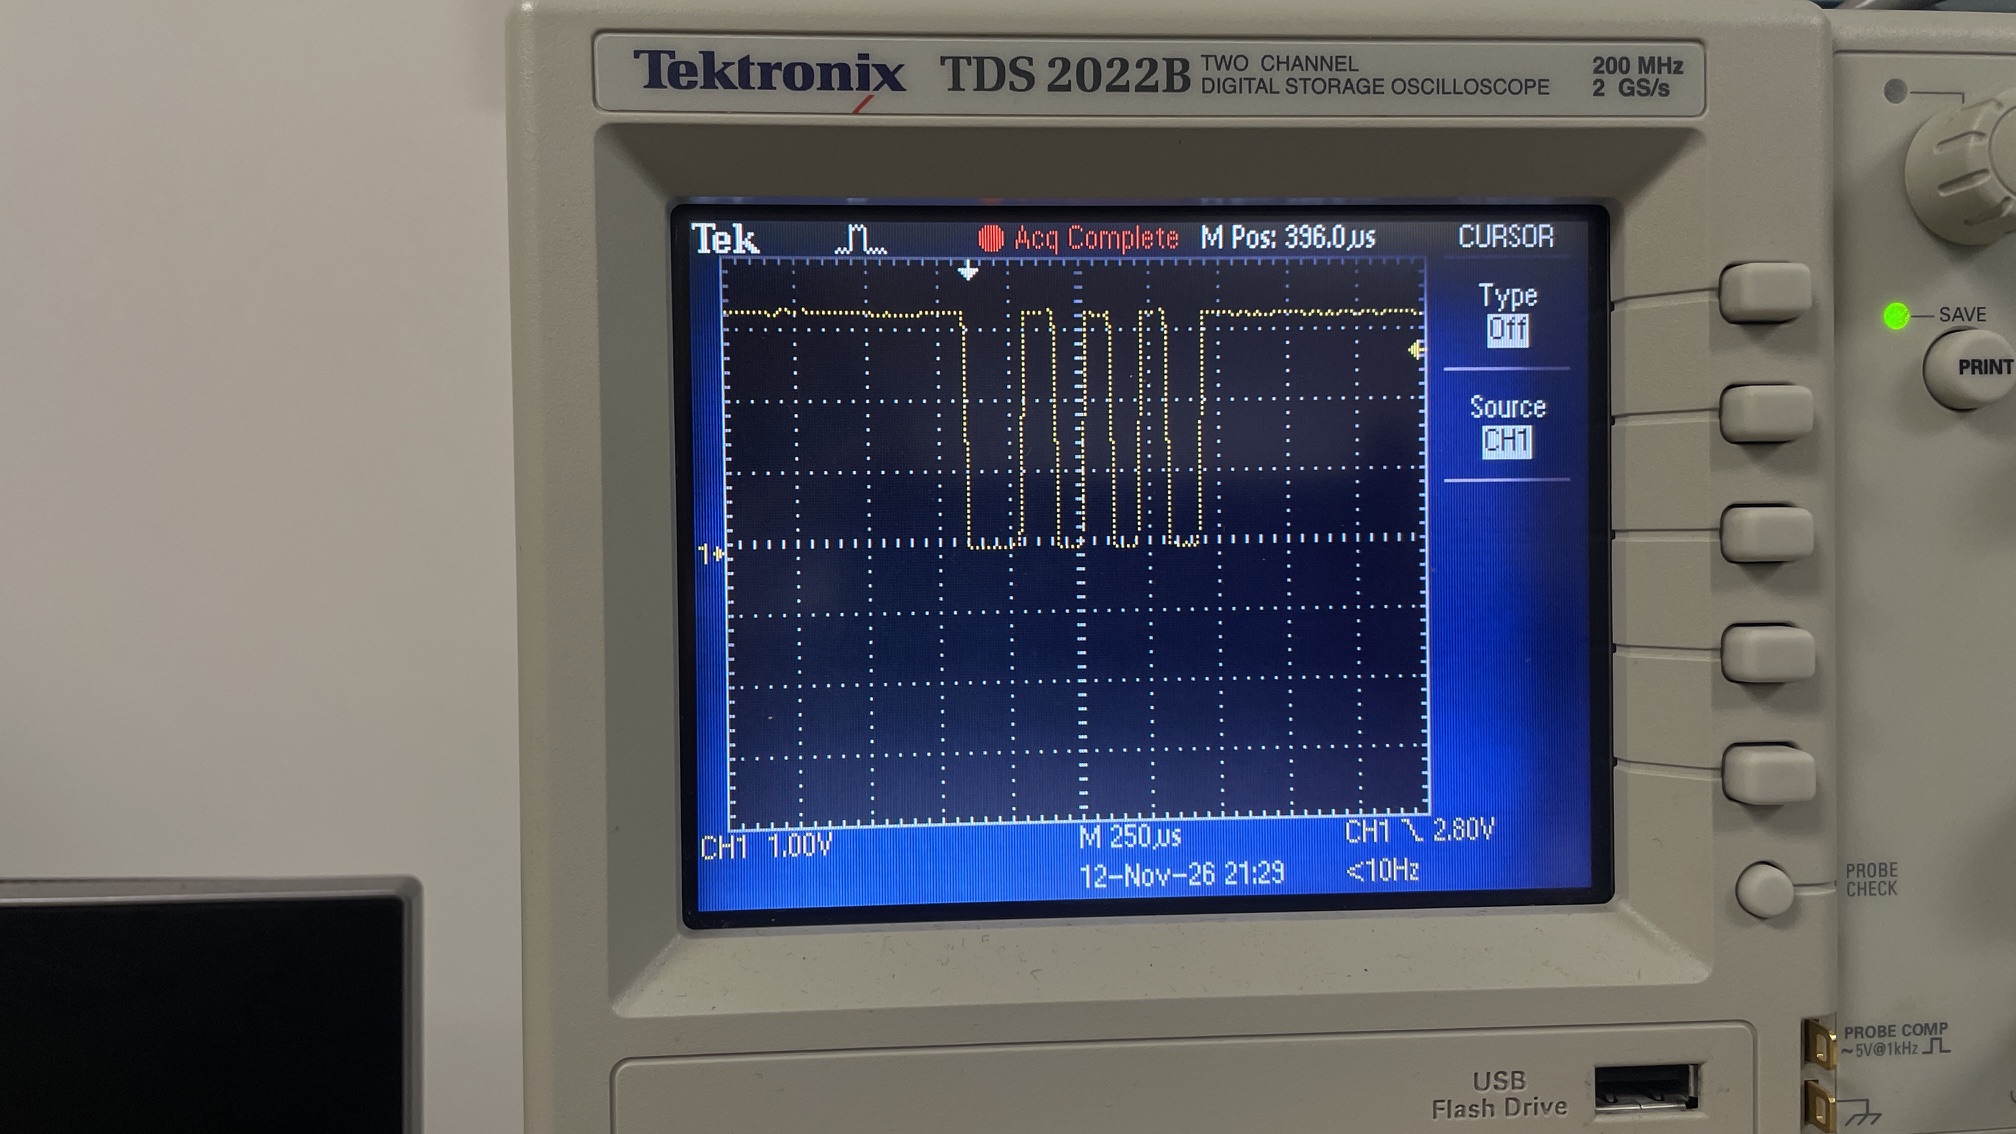 Tektronix TDS 2022B TWO CHANNEL DIGITAL STORAGE OSCILLOSCOPE 200 MHz 2 GS/s
Tek Acq Complete M Pos: 396.0µs CURSOR
Type
Off
Source
CH1
1
CH1 1.00V M 250µs CH1 2.80V
12-Nov-26 21:29 <10Hz
SAVE
PRINT
PROBE
CHECK
PROBE COMP
~5V@1kHz
USB
Flash Drive